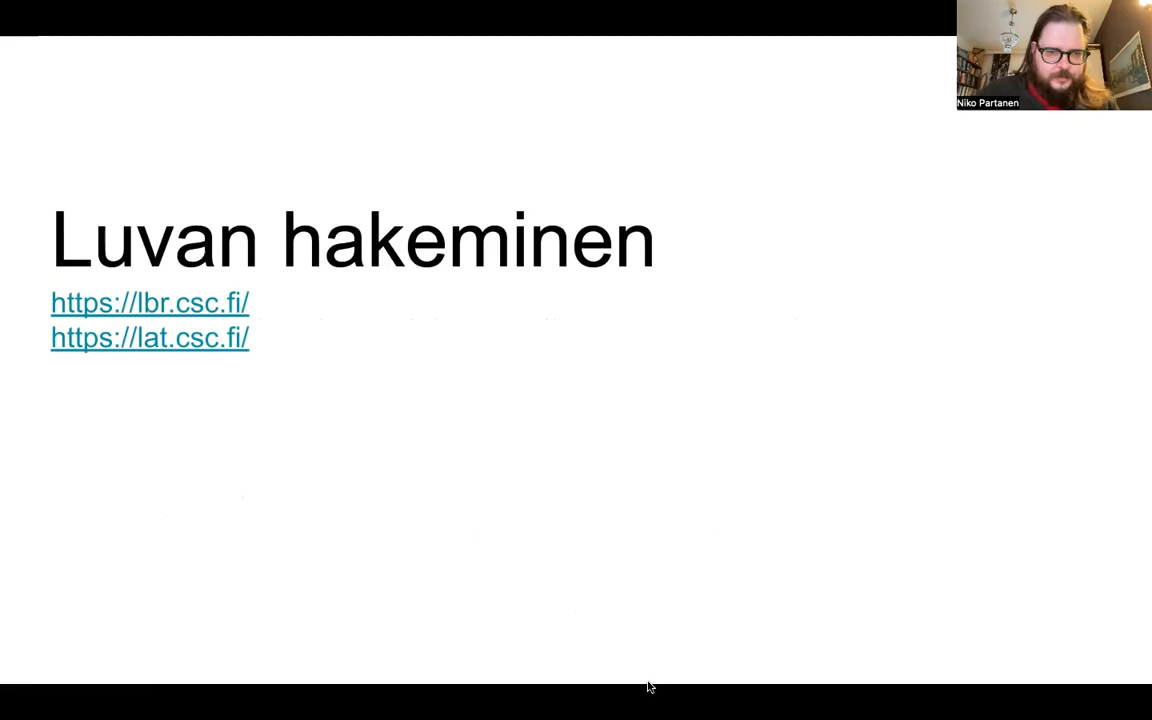 Niko Partanen
Luvan hakeminen
https://lbr.csc.fi/
https://lat.csc.fi/